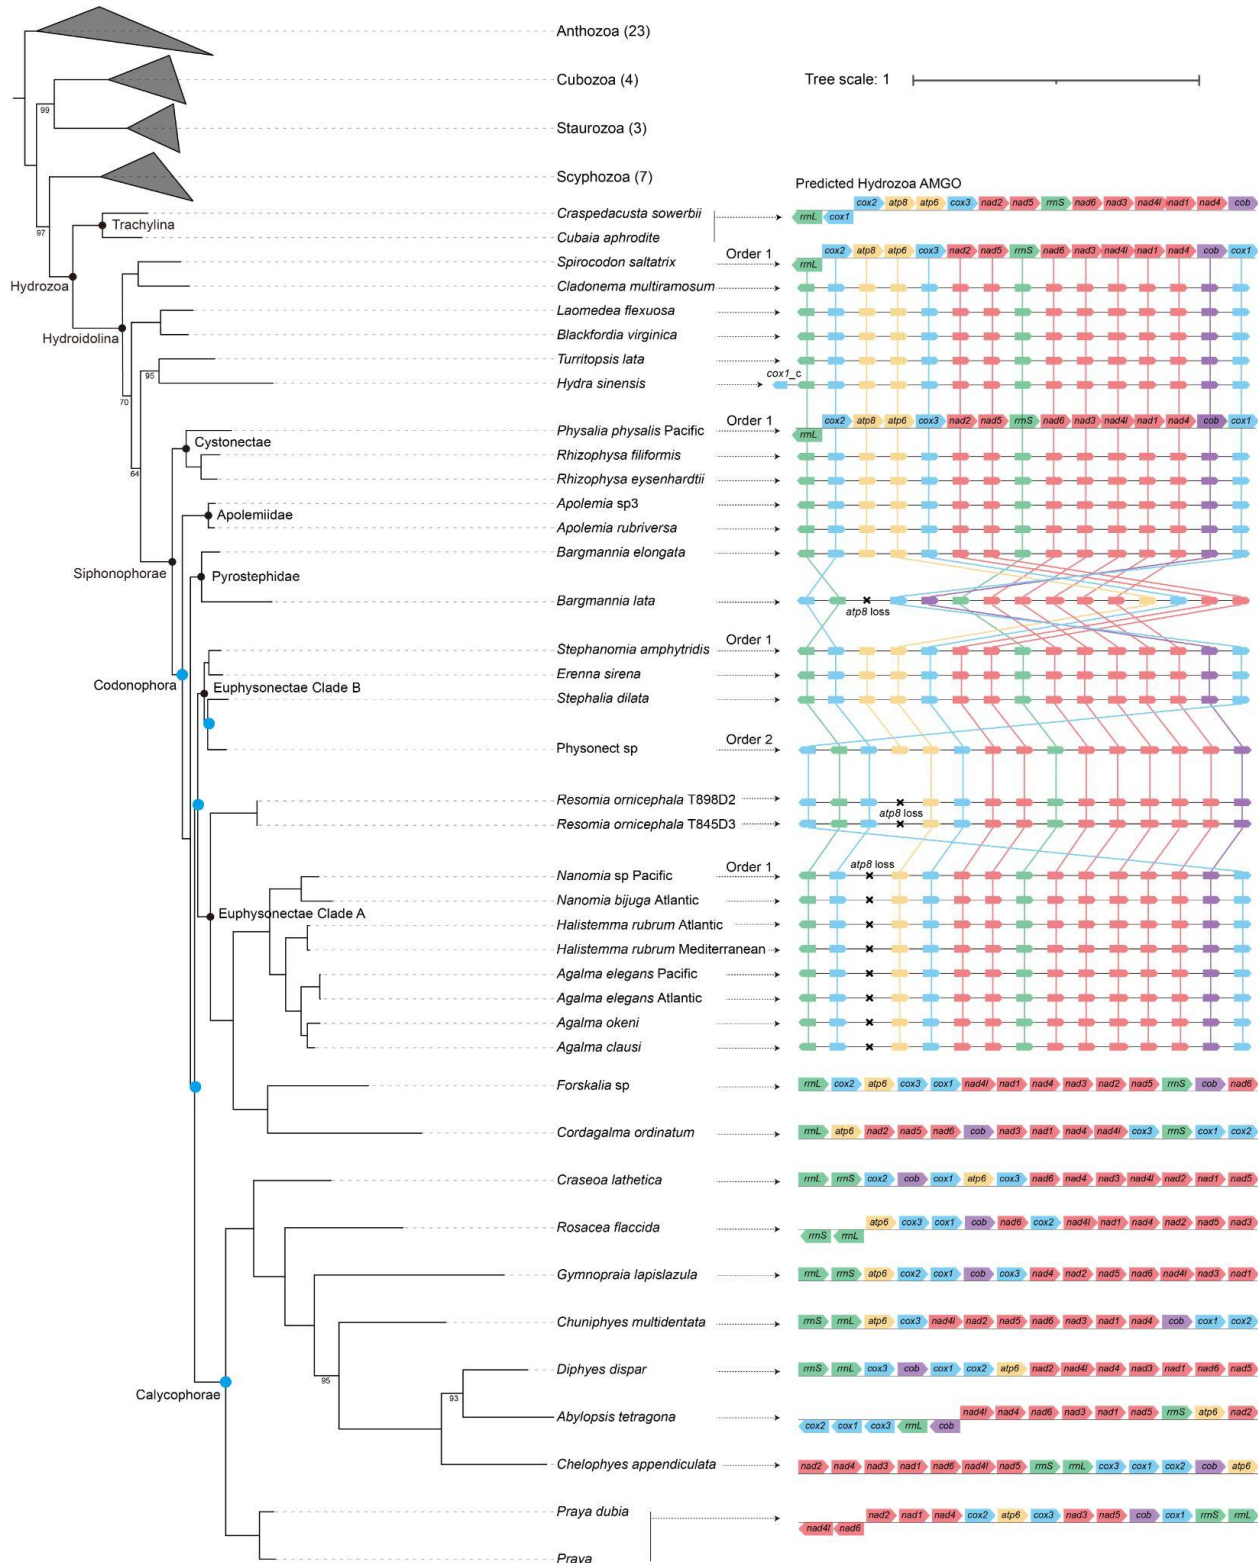 Anthozoa (23)
Cubozoa (4)
Tree scale: 1
99
Staurozoa (3)
Scyphozoa (7)
Predicted Hydrozoa AMGO
cox2 atp8 atp6 cox3 nad2 nad5 rrnS nad6 nad3 nad4l nad1 nad4 cob
Craspedacusta sowerbii
rrnL cox1
Trachylina
97
Cubaia aphrodite
Order 1
cox2 atp8 atp6 cox3 nad2 nad5 rrnS nad6 nad3 nad4l nad1 nad4 cob cox1
Spirocodon saltatrix
rrnL
Hydrozoa
Cladonema multiramosum
Laomedea flexuosa
Hydroidolina
Blackfordia virginica
Turritopsis lata
cox1_c
95
Hydra sinensis
70
Order 1
cox2 atp8 atp6 cox3 nad2 nad5 rrnS nad6 nad3 nad4l nad1 nad4 cob cox1
Physalia physalis Pacific
rrnL
Cystonectae
Rhizophysa filiformis
64
Rhizophysa eysenhardtii
Apolemia sp3
Apolemiidae
Apolemia rubriversa
Bargmannia elongata
Siphonophorae
Pyrostephidae
Bargmannia lata
atp8 loss
Order 1
Stephanomia amphytridis
Erenna sirena
Codonophora
Euphysonectae Clade B
Stephalia dilata
Order 2
Physonect sp
Resomia ornicephala T898D2
atp8 loss
Resomia ornicephala T845D3
atp8 loss
Order 1
Nanomia sp Pacific
Nanomia bijuga Atlantic
Euphysonectae Clade A
Halistemma rubrum Atlantic
Halistemma rubrum Mediterranean
Agalma elegans Pacific
Agalma elegans Atlantic
Agalma okeni
Agalma clausi
Forskalia sp
rrnL cox2 atp6 cox3 cox1 nad4l nad1 nad4 nad3 nad2 nad5 rrnS cob nad6
Cordagalma ordinatum
rrnL atp6 nad2 nad5 nad6 cob nad3 nad1 nad4 nad4l cox3 rrnS cox1 cox2
Craseoa lathetica
rrnL rrnS cox2 cob cox1 atp6 cox3 nad6 nad4 nad3 nad4l nad2 nad1 nad5
Rosacea flaccida
atp6 cox3 cox1 cob nad6 cox2 nad4l nad1 nad4 nad2 nad5 nad3
rrnS rrnL
Gymnopraia lapislazula
rrnL rrnS atp6 cox2 cox1 cob cox3 nad4 nad2 nad5 nad6 nad4l nad3 nad1
Chuniphyes multidentata
rrnS rrnL atp6 cox3 nad4l nad2 nad5 nad6 nad3 nad1 nad4 cob cox1 cox2
95
Diphyes dispar
rrnS rrnL cox3 cob cox1 cox2 atp6 nad2 nad4l nad4 nad3 nad1 nad6 nad5
Calycophorae
93
Abylopsis tetragona
nad4l nad4 nad6 nad3 nad1 nad5 rrnS atp6 nad2
cox2 cox1 cox3 rrnL cob
Chelophyes appendiculata
nad2 nad4 nad3 nad1 nad6 nad4l nad5 rrnS rrnL cox3 cox1 cox2 cob atp6
Praya dubia
nad2 nad1 nad4 cox2 atp6 cox3 nad3 nad5 cob cox1 rrnS rrnL
nad4l nad6
Praya